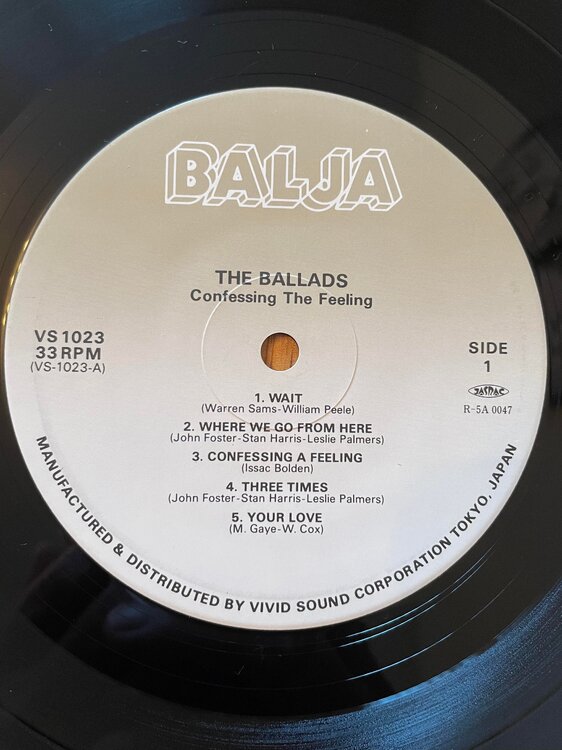 BALJA
THE BALLADS
Confessing The Feeling
VS 1023
33 RPM
(VS-1023-A)
SIDE
1
JASRAC
R-5A 0047
1. WAIT
(Warren Sams-William Peele)
2. WHERE WE GO FROM HERE
(John Foster-Stan Harris-Leslie Palmers)
3. CONFESSING A FEELING
(Issac Bolden)
4. THREE TIMES
(John Foster-Stan Harris-Leslie Palmers)
5. YOUR LOVE
(M. Gaye-W. Cox)
MANUFACTURED & DISTRIBUTED BY VIVID SOUND CORPORATION TOKYO, JAPAN